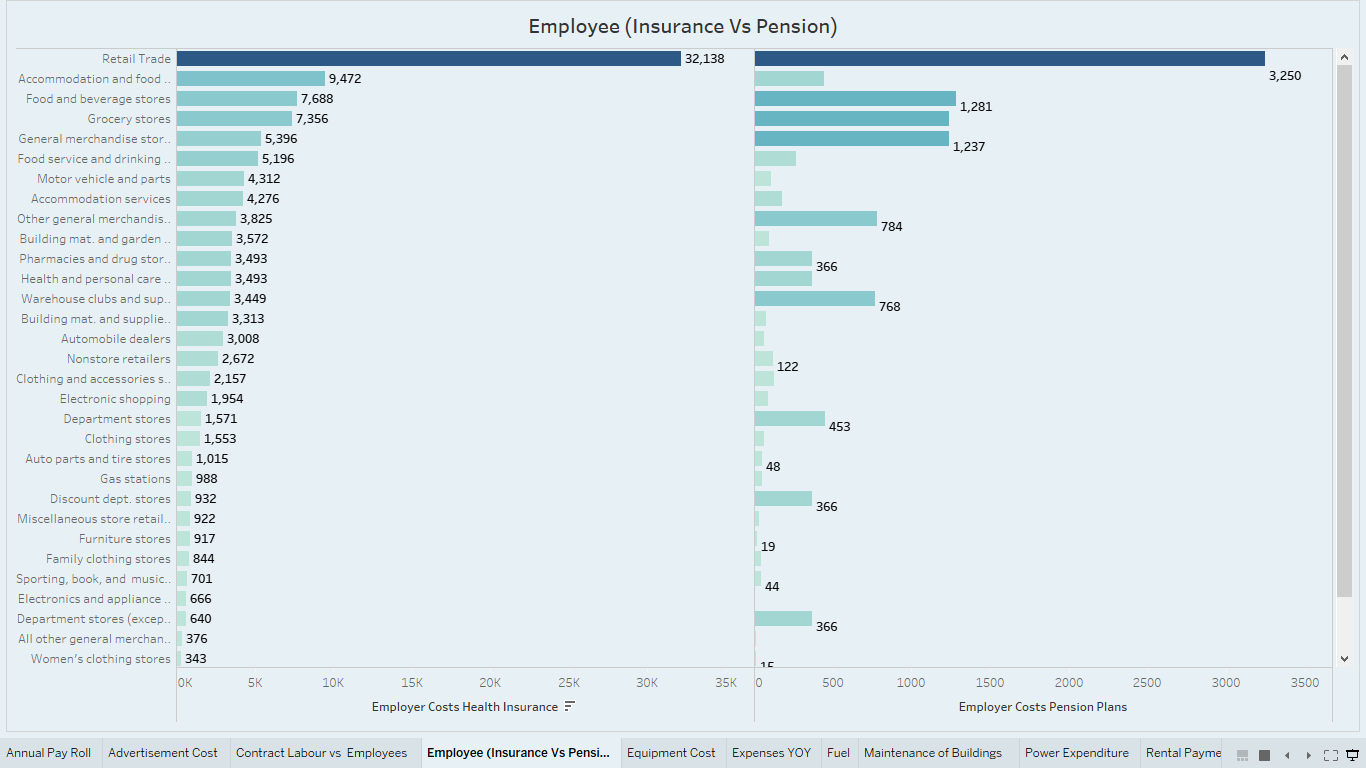 Employee (Insurance Vs Pension)
Retail Trade 32,138 3,250
Accommodation and food .. 9,472
Food and beverage stores 7,688 1,281
Grocery stores 7,356
General merchandise stor.. 5,396 1,237
Food service and drinking .. 5,196
Motor vehicle and parts 4,312
Accommodation services 4,276
Other general merchandis.. 3,825 784
Building mat. and garden .. 3,572
Pharmacies and drug stor.. 3,493 366
Health and personal care .. 3,493
Warehouse clubs and sup.. 3,449 768
Building mat. and supplie.. 3,313
Automobile dealers 3,008
Nonstore retailers 2,672 122
Clothing and accessories s.. 2,157
Electronic shopping 1,954
Department stores 1,571 453
Clothing stores 1,553
Auto parts and tire stores 1,015 48
Gas stations 988
Discount dept. stores 932 366
Miscellaneous store retail.. 922
Furniture stores 917 19
Family clothing stores 844
Sporting, book, and music.. 701 44
Electronics and appliance .. 666
Department stores (excep.. 640 366
All other general merchan.. 376
Women's clothing stores 343 15
0K 5K 10K 15K 20K 25K 30K 35K 0 500 1000 1500 2000 2500 3000 3500
Employer Costs Health Insurance Employer Costs Pension Plans
Annual Pay Roll Advertisement Cost Contract Labour vs Employees Employee (Insurance Vs Pensi... Equipment Cost Expenses YOY Fuel Maintenance of Buildings Power Expenditure Rental Payme